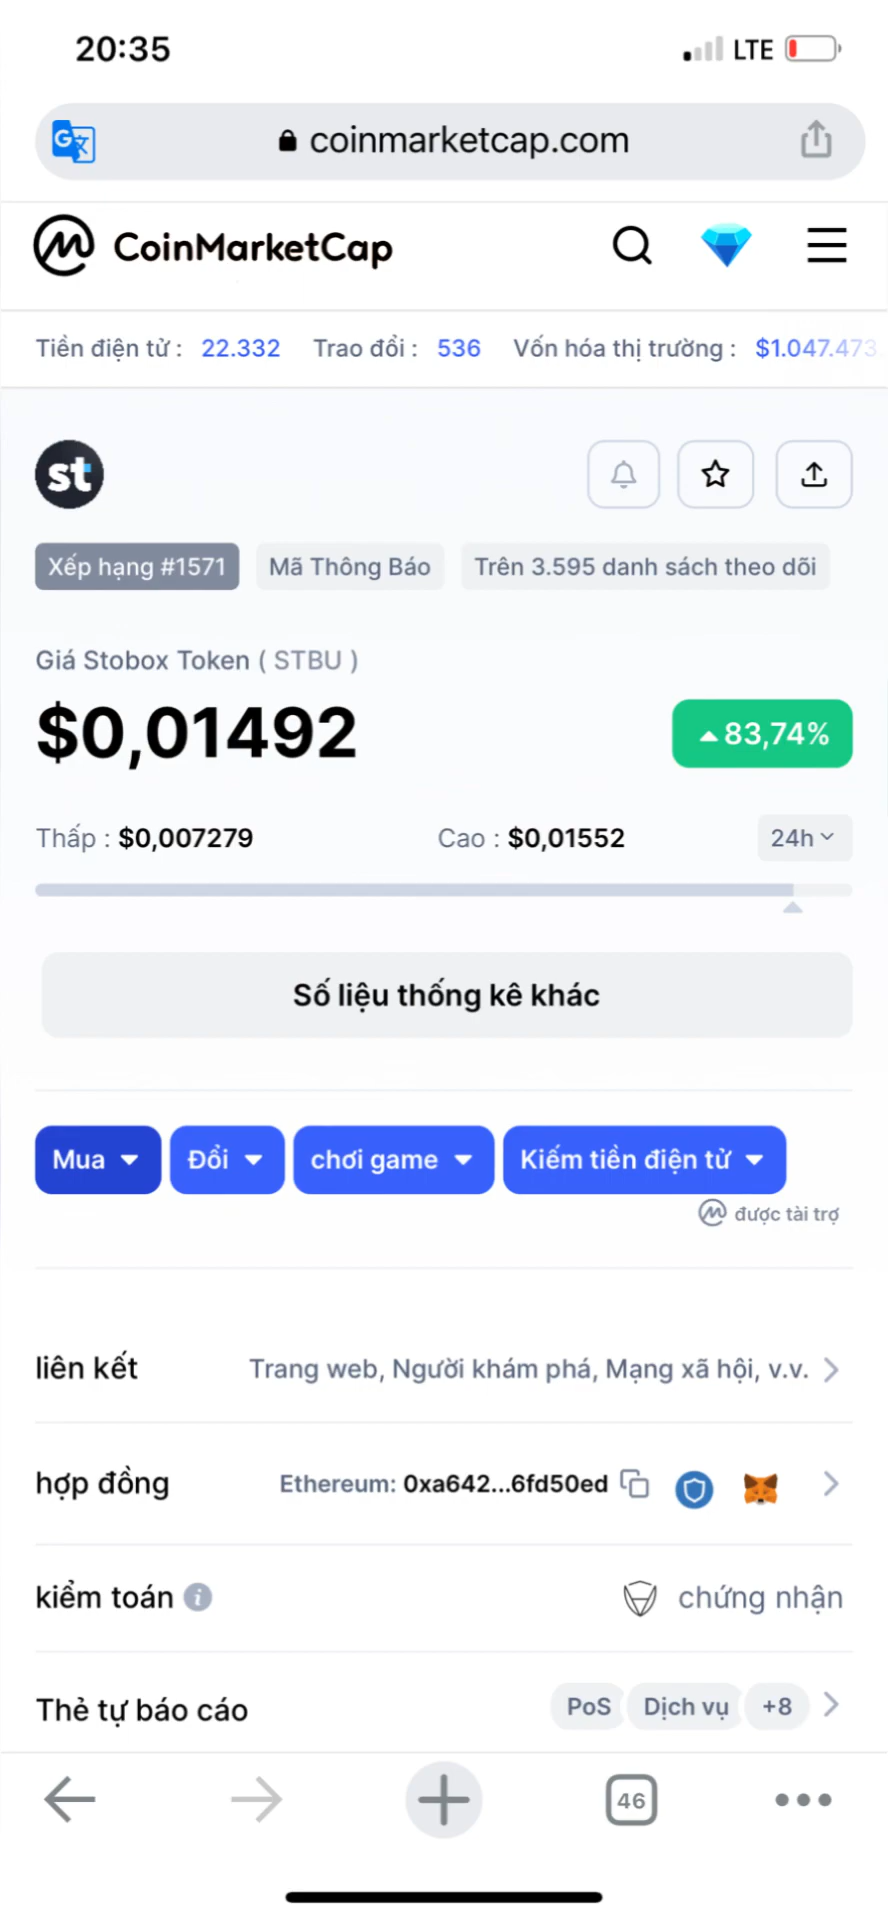 20:35 LTE
coinmarketcap.com
CoinMarketCap
Tiền điện tử : 22.332 Trao đổi : 536 Vốn hóa thị trường : $1.047.473.
st
Xếp hạng #1571 Mã Thông Báo Trên 3.595 danh sách theo dõi
Giá Stobox Token ( STBU )
$0,01492 83,74%
Thấp : $0,007279 Cao : $0,01552 24h
Số liệu thống kê khác
Mua Đổi chơi game Kiếm tiền điện tử
được tài trợ
liên kết Trang web, Người khám phá, Mạng xã hội, v.v.
hợp đồng Ethereum: 0xa642...6fd50ed
kiểm toán i chứng nhận
Thẻ tự báo cáo PoS Dịch vụ +8
46